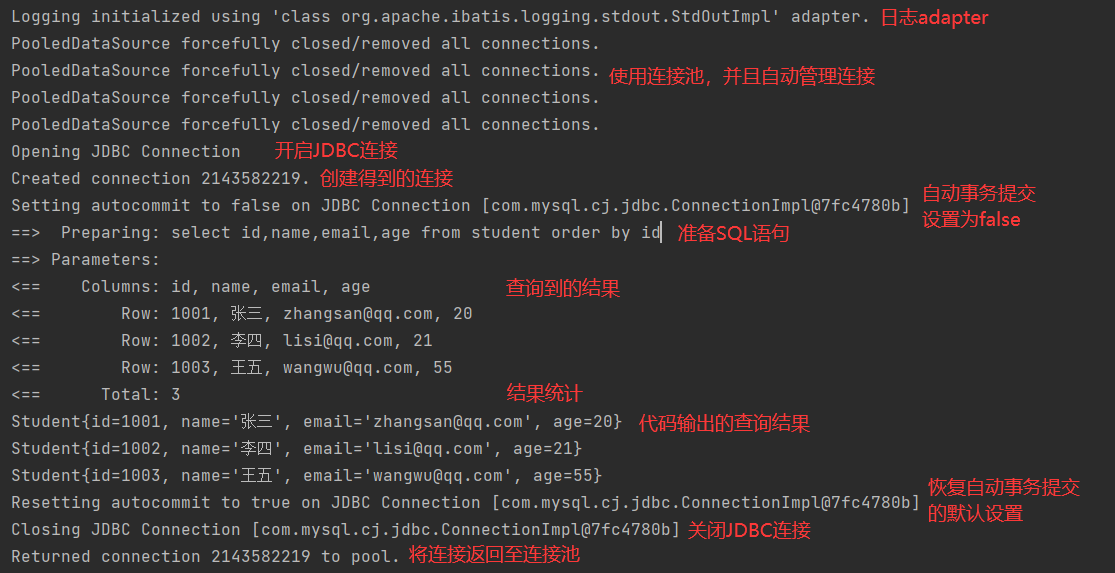 Logging initialized using 'class org.apache.ibatis.logging.stdout.StdOutImpl' adapter. 日志adapter
PooledDataSource forcefully closed/removed all connections.
PooledDataSource forcefully closed/removed all connections. 使用连接池，并且自动管理连接
PooledDataSource forcefully closed/removed all connections.
PooledDataSource forcefully closed/removed all connections.
Opening JDBC Connection 开启JDBC连接
Created connection 2143582219. 创建得到的连接
Setting autocommit to false on JDBC Connection [com.mysql.cj.jdbc.ConnectionImpl@7fc4780b] 自动事务提交
设置为false
==>  Preparing: select id,name,email,age from student order by id 准备SQL语句
==> Parameters:
<==    Columns: id, name, email, age 查询到的结果
<==        Row: 1001, 张三, zhangsan@qq.com, 20
<==        Row: 1002, 李四, lisi@qq.com, 21
<==        Row: 1003, 王五, wangwu@qq.com, 55
<==      Total: 3 结果统计
Student{id=1001, name='张三', email='zhangsan@qq.com', age=20} 代码输出的查询结果
Student{id=1002, name='李四', email='lisi@qq.com', age=21}
Student{id=1003, name='王五', email='wangwu@qq.com', age=55}
Resetting autocommit to true on JDBC Connection [com.mysql.cj.jdbc.ConnectionImpl@7fc4780b] 恢复自动事务提交
的默认设置
Closing JDBC Connection [com.mysql.cj.jdbc.ConnectionImpl@7fc4780b] 关闭JDBC连接
Returned connection 2143582219 to pool. 将连接返回至连接池